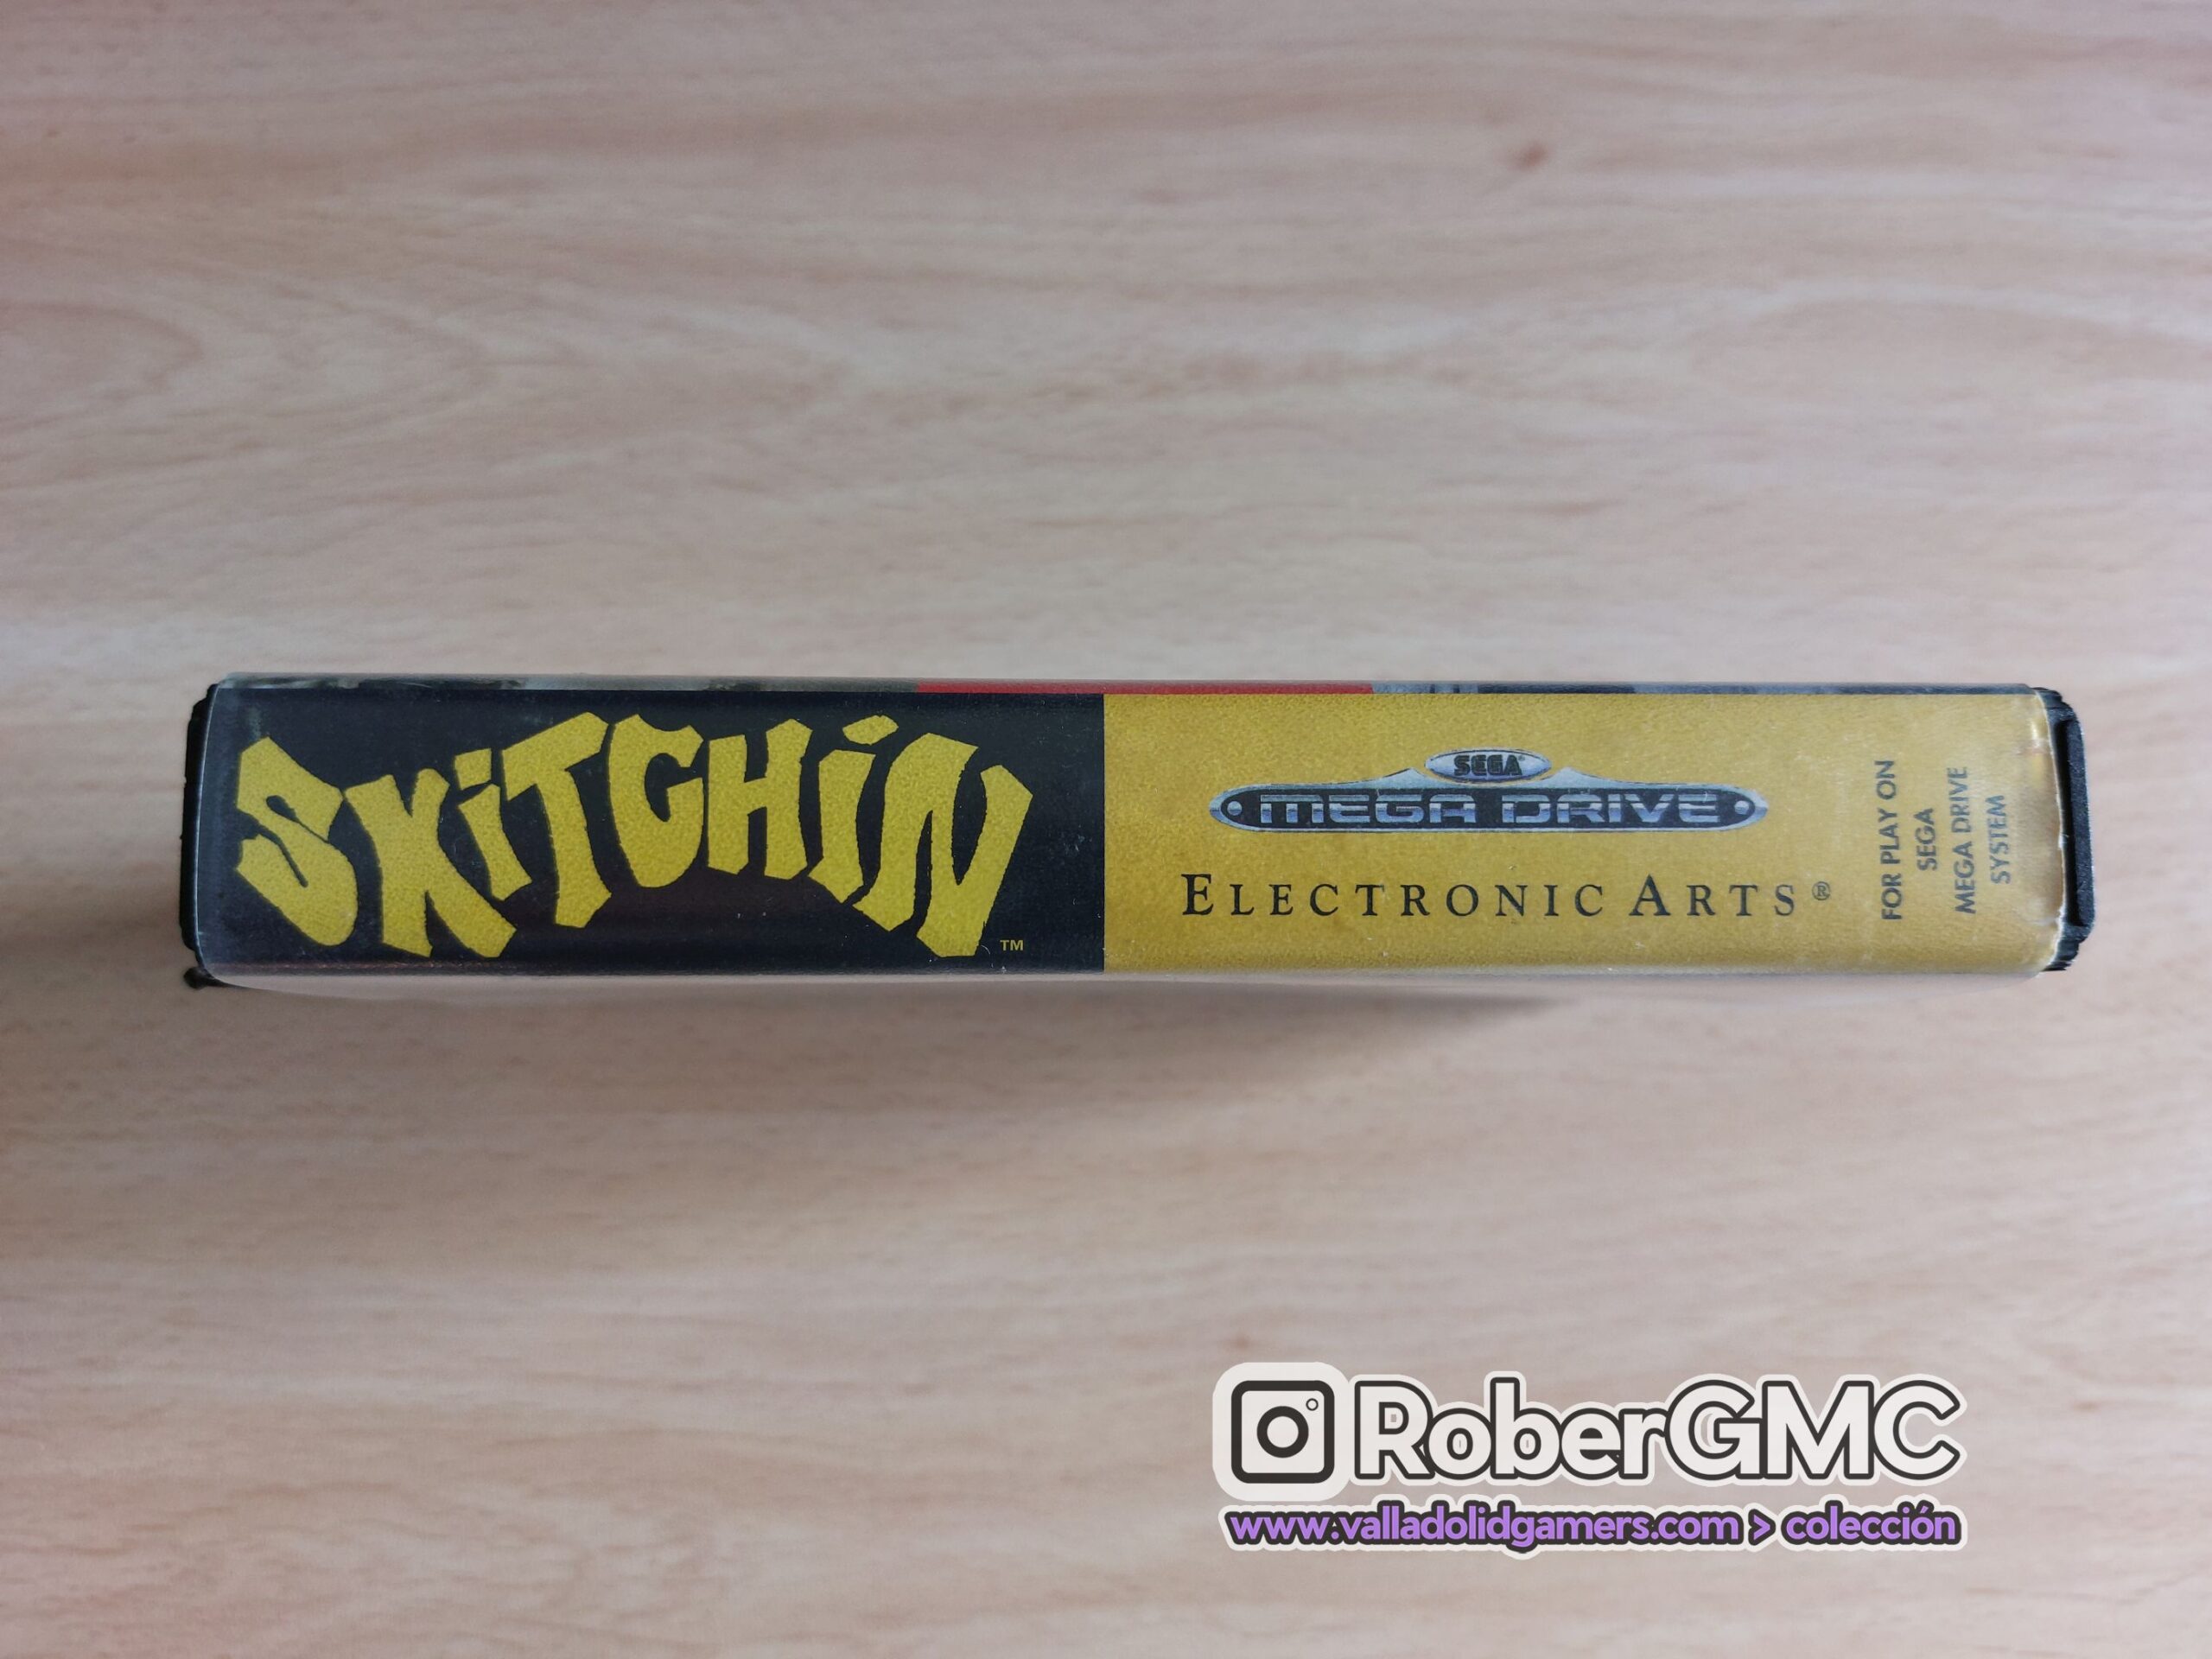 SKITCHIN
TM
SEGA®
MEGA DRIVE
ELECTRONIC ARTS®
FOR PLAY ON
SEGA
MEGA DRIVE
SYSTEM
RoberGMC
www.valladolidgamers.com > colección